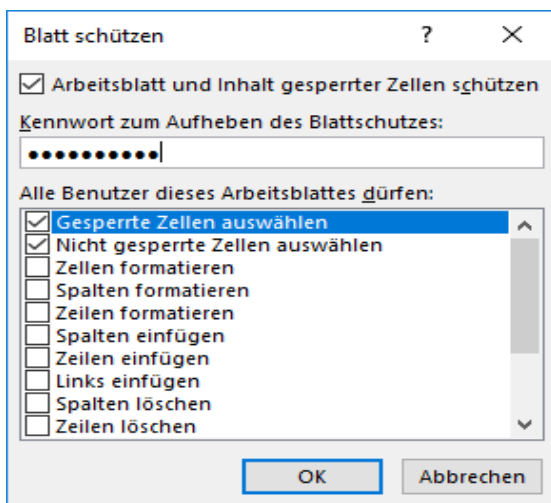 Blatt schützen
?
Arbeitsblatt und Inhalt gesperrter Zellen schützen
Kennwort zum Aufheben des Blattschutzes:
●●●●●●●●●●
Alle Benutzer dieses Arbeitsblattes dürfen:
Gesperrte Zellen auswählen
Nicht gesperrte Zellen auswählen
Zellen formatieren
Spalten formatieren
Zeilen formatieren
Spalten einfügen
Zeilen einfügen
Links einfügen
Spalten löschen
Zeilen löschen
OK
Abbrechen